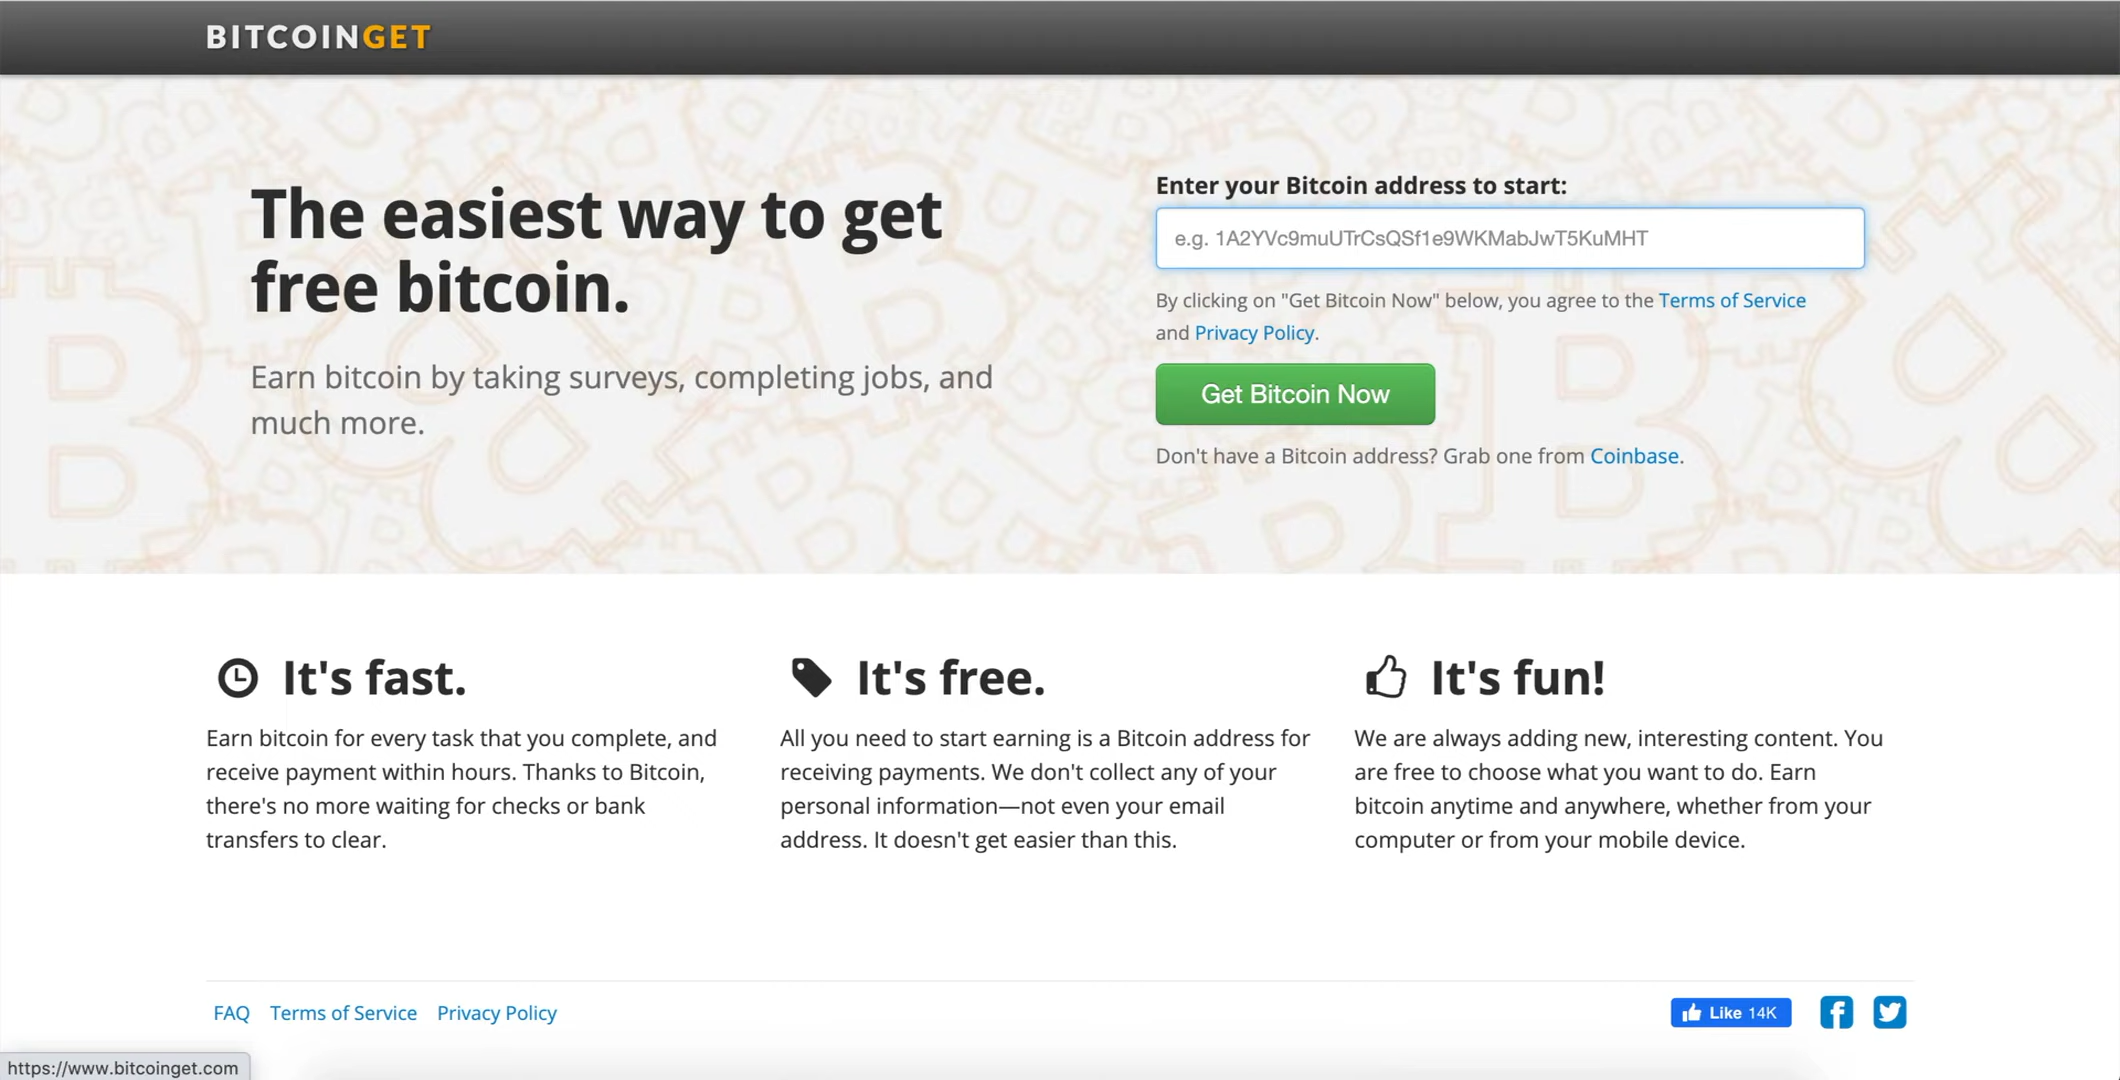 BITCOINGET
The easiest way to get
free bitcoin.
Earn bitcoin by taking surveys, completing jobs, and
much more.
Enter your Bitcoin address to start:
e.g. 1A2YVc9muUTrCsQSf1e9WKMabJwT5KuMHT
By clicking on "Get Bitcoin Now" below, you agree to the Terms of Service
and Privacy Policy.
Get Bitcoin Now
Don't have a Bitcoin address? Grab one from Coinbase.
It's fast.
Earn bitcoin for every task that you complete, and
receive payment within hours. Thanks to Bitcoin,
there's no more waiting for checks or bank
transfers to clear.
It's free.
All you need to start earning is a Bitcoin address for
receiving payments. We don't collect any of your
personal information—not even your email
address. It doesn't get easier than this.
It's fun!
We are always adding new, interesting content. You
are free to choose what you want to do. Earn
bitcoin anytime and anywhere, whether from your
computer or from your mobile device.
FAQ Terms of Service Privacy Policy
Like 14K
https://www.bitcoinget.com